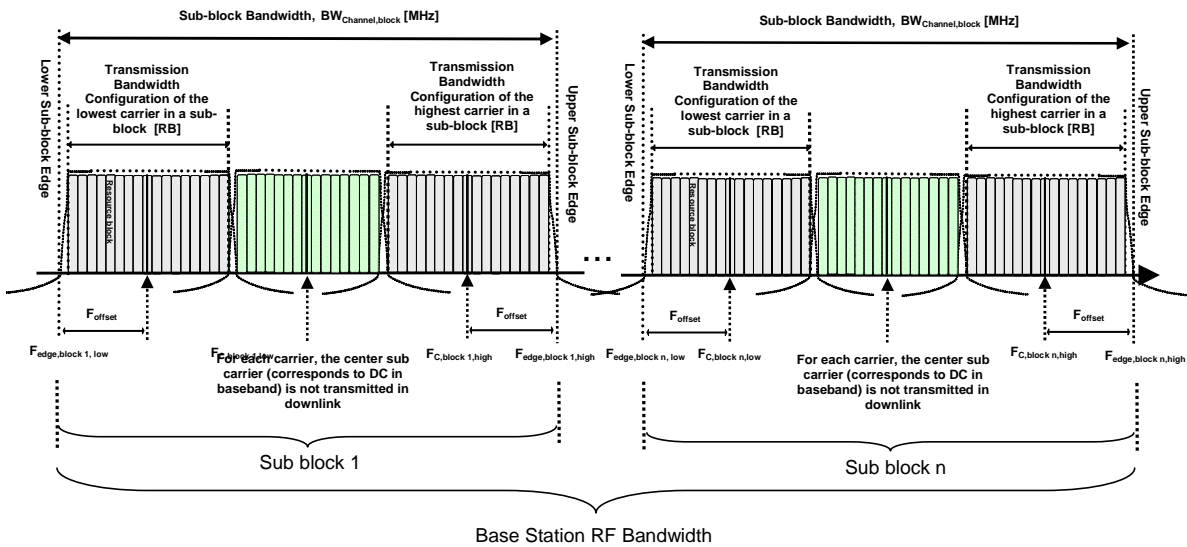 Sub-block Bandwidth, BWChannel,block [MHz]
Lower Sub-block Edge
Transmission
Bandwidth
Configuration of the
lowest carrier in a sub-
block [RB]
Transmission
Bandwidth
Configuration of the
highest carrier in
a sub-block [RB]
Upper Sub-block Edge
Resource block
...
Foffset
Foffset
Fedge,block 1, low
FC,block 1,low
FC,block 1,high
Fedge,block 1,high
For each carrier, the center sub
carrier (corresponds to DC in
baseband) is not transmitted in
downlink
Sub block 1
Sub-block Bandwidth, BWChannel,block [MHz]
Lower Sub-block Edge
Transmission
Bandwidth
Configuration of the
lowest carrier in
a sub-block [RB]
Transmission
Bandwidth
Configuration of the
highest carrier in a
sub-block [RB]
Upper Sub-block Edge
Resource block
Foffset
Foffset
Fedge,block n, low
FC,block n,low
FC,block n,high
Fedge,block n,high
For each carrier, the center sub
carrier (corresponds to DC in
baseband) is not transmitted in
downlink
Sub block n
Base Station RF Bandwidth